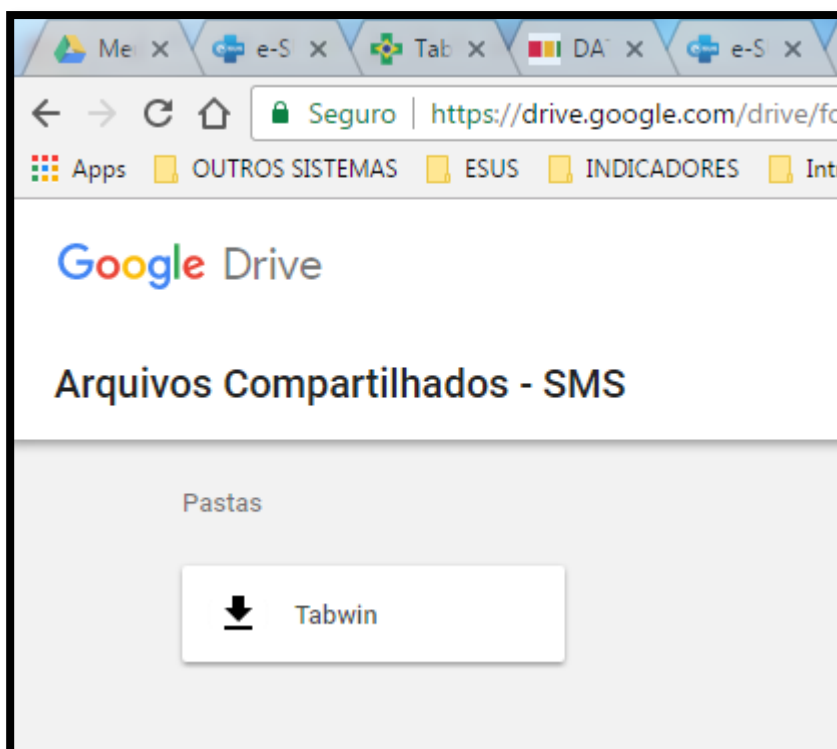 Me e-S Tab DA e-S
Seguro https://drive.google.com/drive/fo
Apps OUTROS SISTEMAS ESUS INDICADORES Int
Google Drive
Arquivos Compartilhados - SMS
Pastas
Tabwin